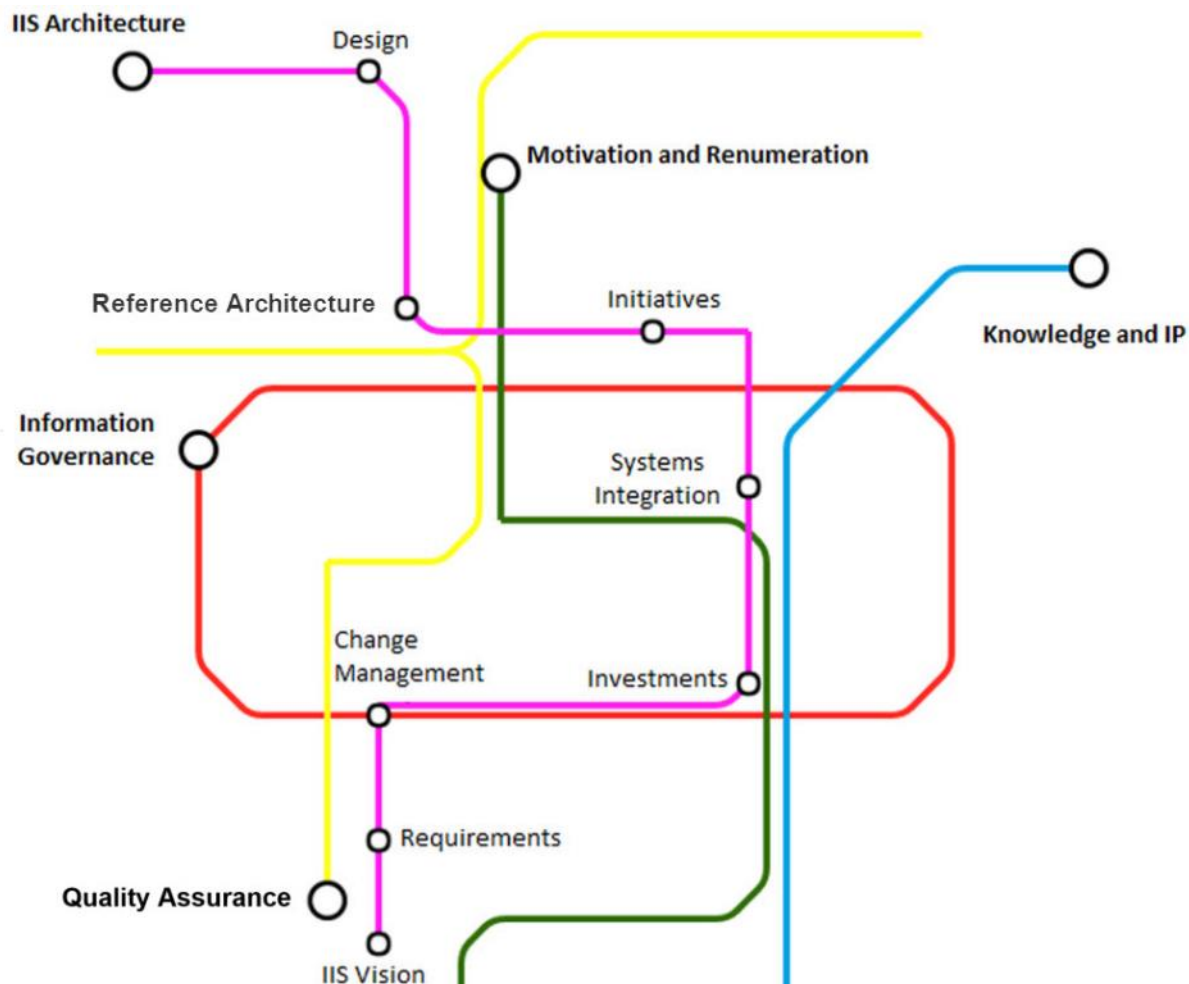 IIS Architecture
Design
Motivation and Renumeration
Reference Architecture
Initiatives
Knowledge and IP
Information
Governance
Systems
Integration
Change
Management
Investments
Requirements
Quality Assurance
IIS Vision